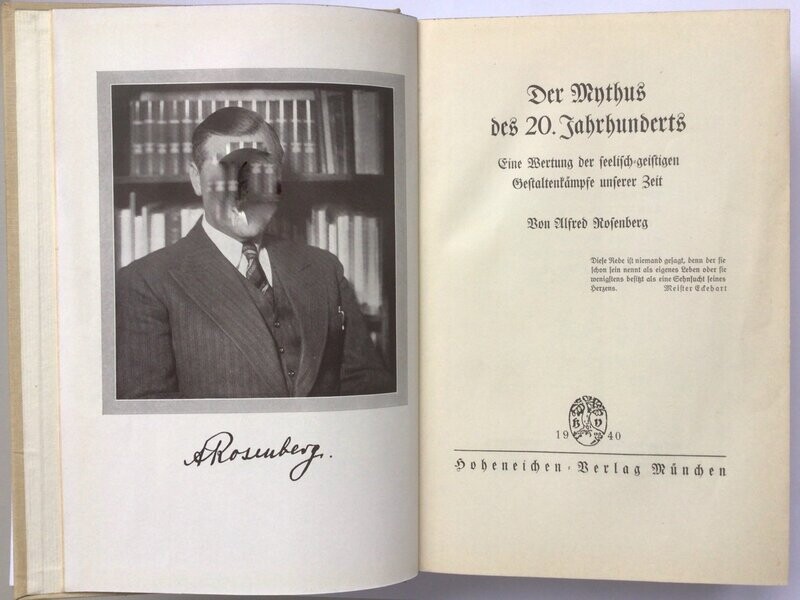 ARosenberg.
Der Mythus
des 20. Jahrhunderts
Eine Wertung der seelisch-geistigen
Gestaltenkämpfe unserer Zeit
Von Alfred Rosenberg
Diese Rede ist niemand gesagt, denn der sie
schon sein nennt als eigenes Leben oder sie
wenigstens besitzt als eine Sehnsucht seines
Herzens. Meister Eckehart
H V
1940
Hoheneichen-Verlag München